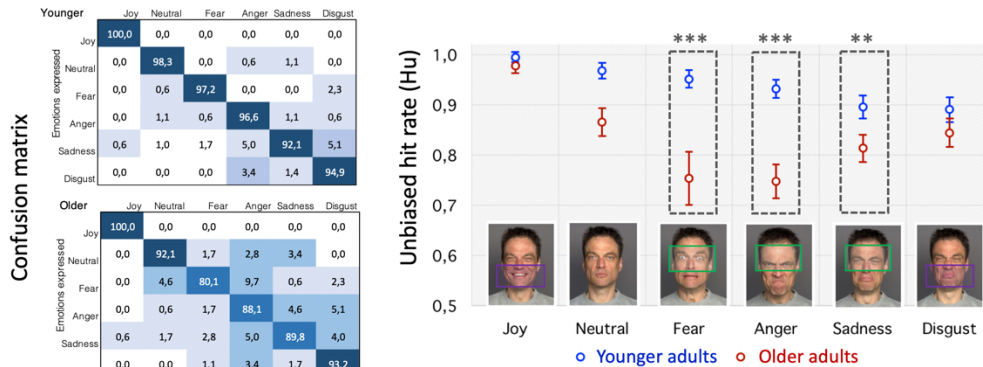 Confusion matrix
Younger
Joy Neutral Fear Anger Sadness Disgust
Emotions expressed
Joy 100,0 0,0 0,0 0,0 0,0 0,0
Neutral 0,0 98,3 0,0 0,6 1,1 0,0
Fear 0,0 0,6 97,2 0,0 0,0 2,3
Anger 0,0 1,1 0,6 96,6 1,1 0,6
Sadness 0,6 1,0 1,7 5,0 92,1 5,1
Disgust 0,0 0,0 0,0 3,4 1,4 94,9
Older
Joy Neutral Fear Anger Sadness Disgust
Emotions expressed
Joy 100,0 0,0 0,0 0,0 0,0 0,0
Neutral 0,0 92,1 1,7 2,8 3,4 0,0
Fear 0,0 4,6 80,1 9,7 0,6 2,3
Anger 0,0 0,6 1,7 88,1 4,6 5,1
Sadness 0,6 1,7 2,8 5,0 89,8 4,0
0,0 0,0 1,1 3,4 1,7 93,2
Unbiased hit rate (Hu)
*** *** **
1,0
0,9
0,8
0,7
0,6
0,5
Joy Neutral Fear Anger Sadness Disgust
Younger adults Older adults